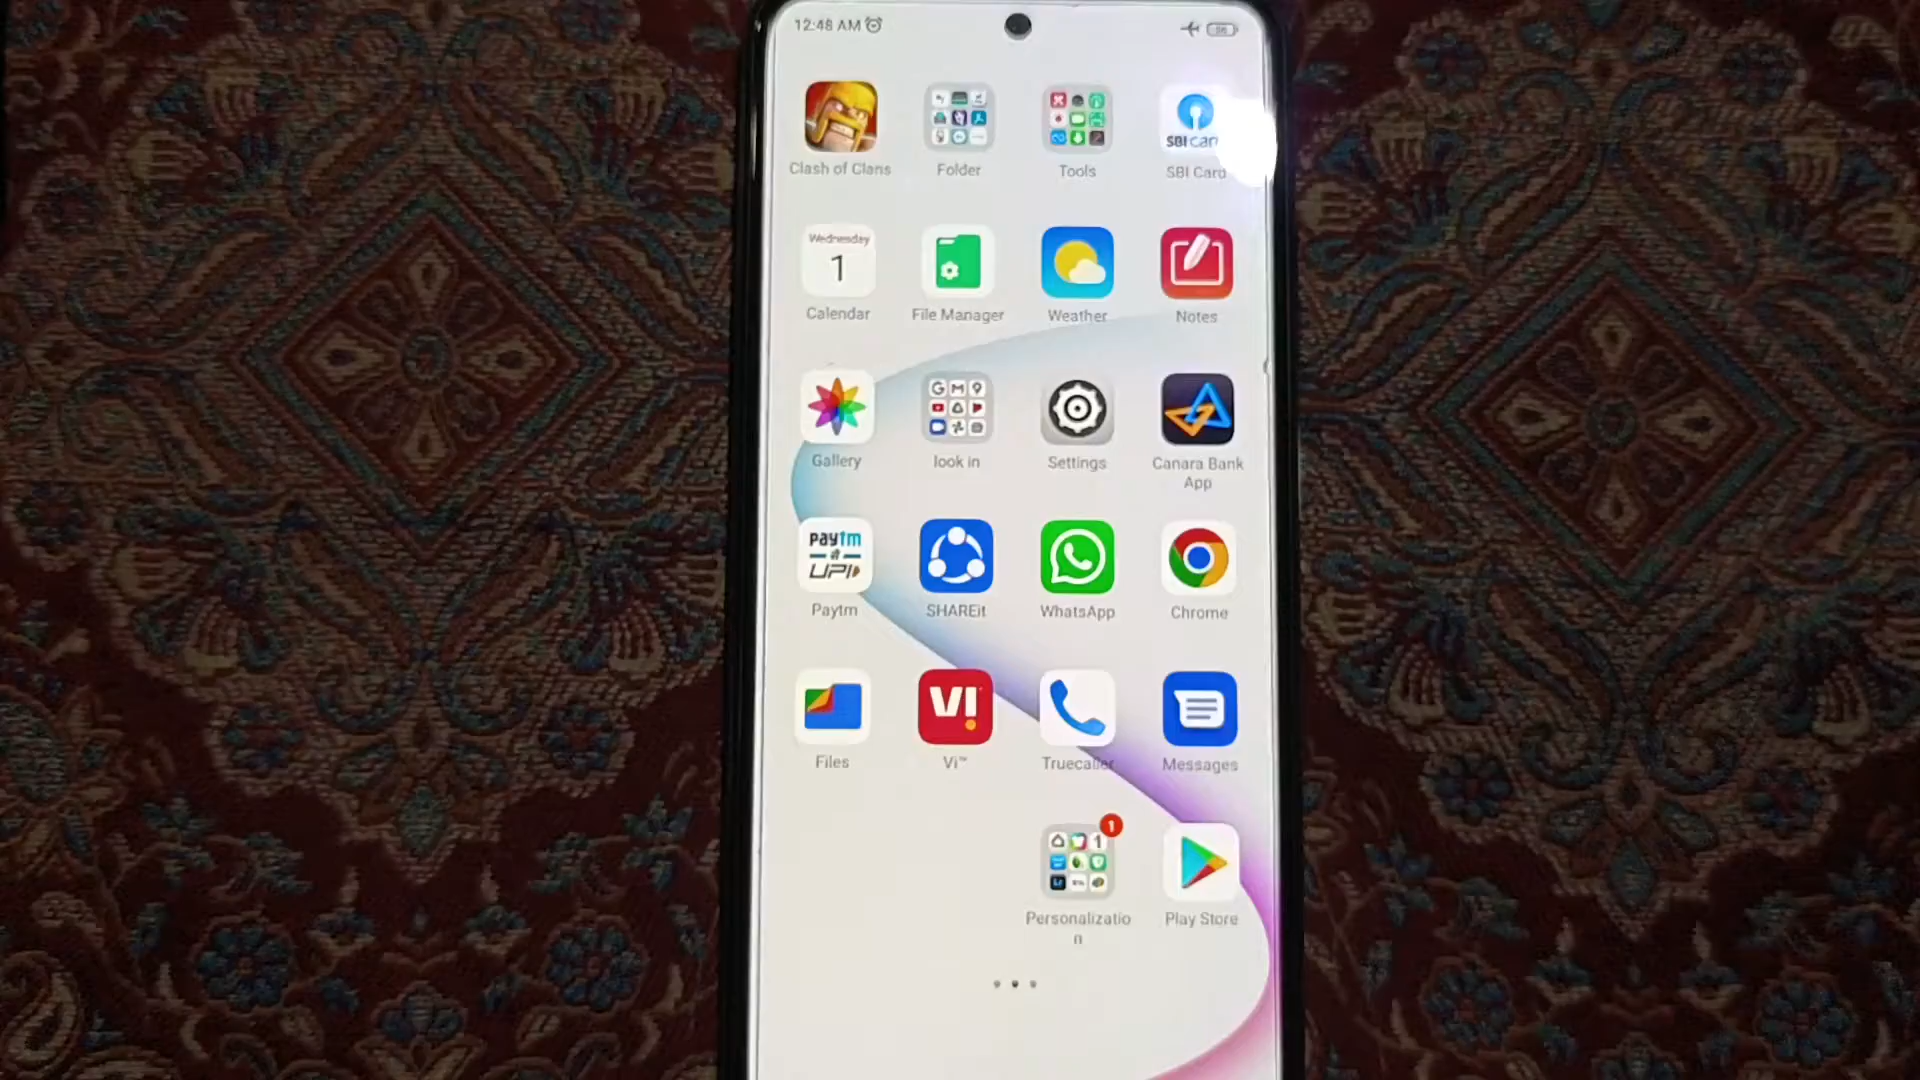 12:48 AM
Clash of Clans
Folder
Tools
SBI Card
SBI Card
Wednesday
1
Calendar
File Manager
Weather
Notes
Gallery
look in
Settings
Canara Bank
App
paytm
UPI
Paytm
SHAREit
WhatsApp
Chrome
VI
Files
Vi™
Truecaller
Messages
1
1
Personalizatio
n
Play Store